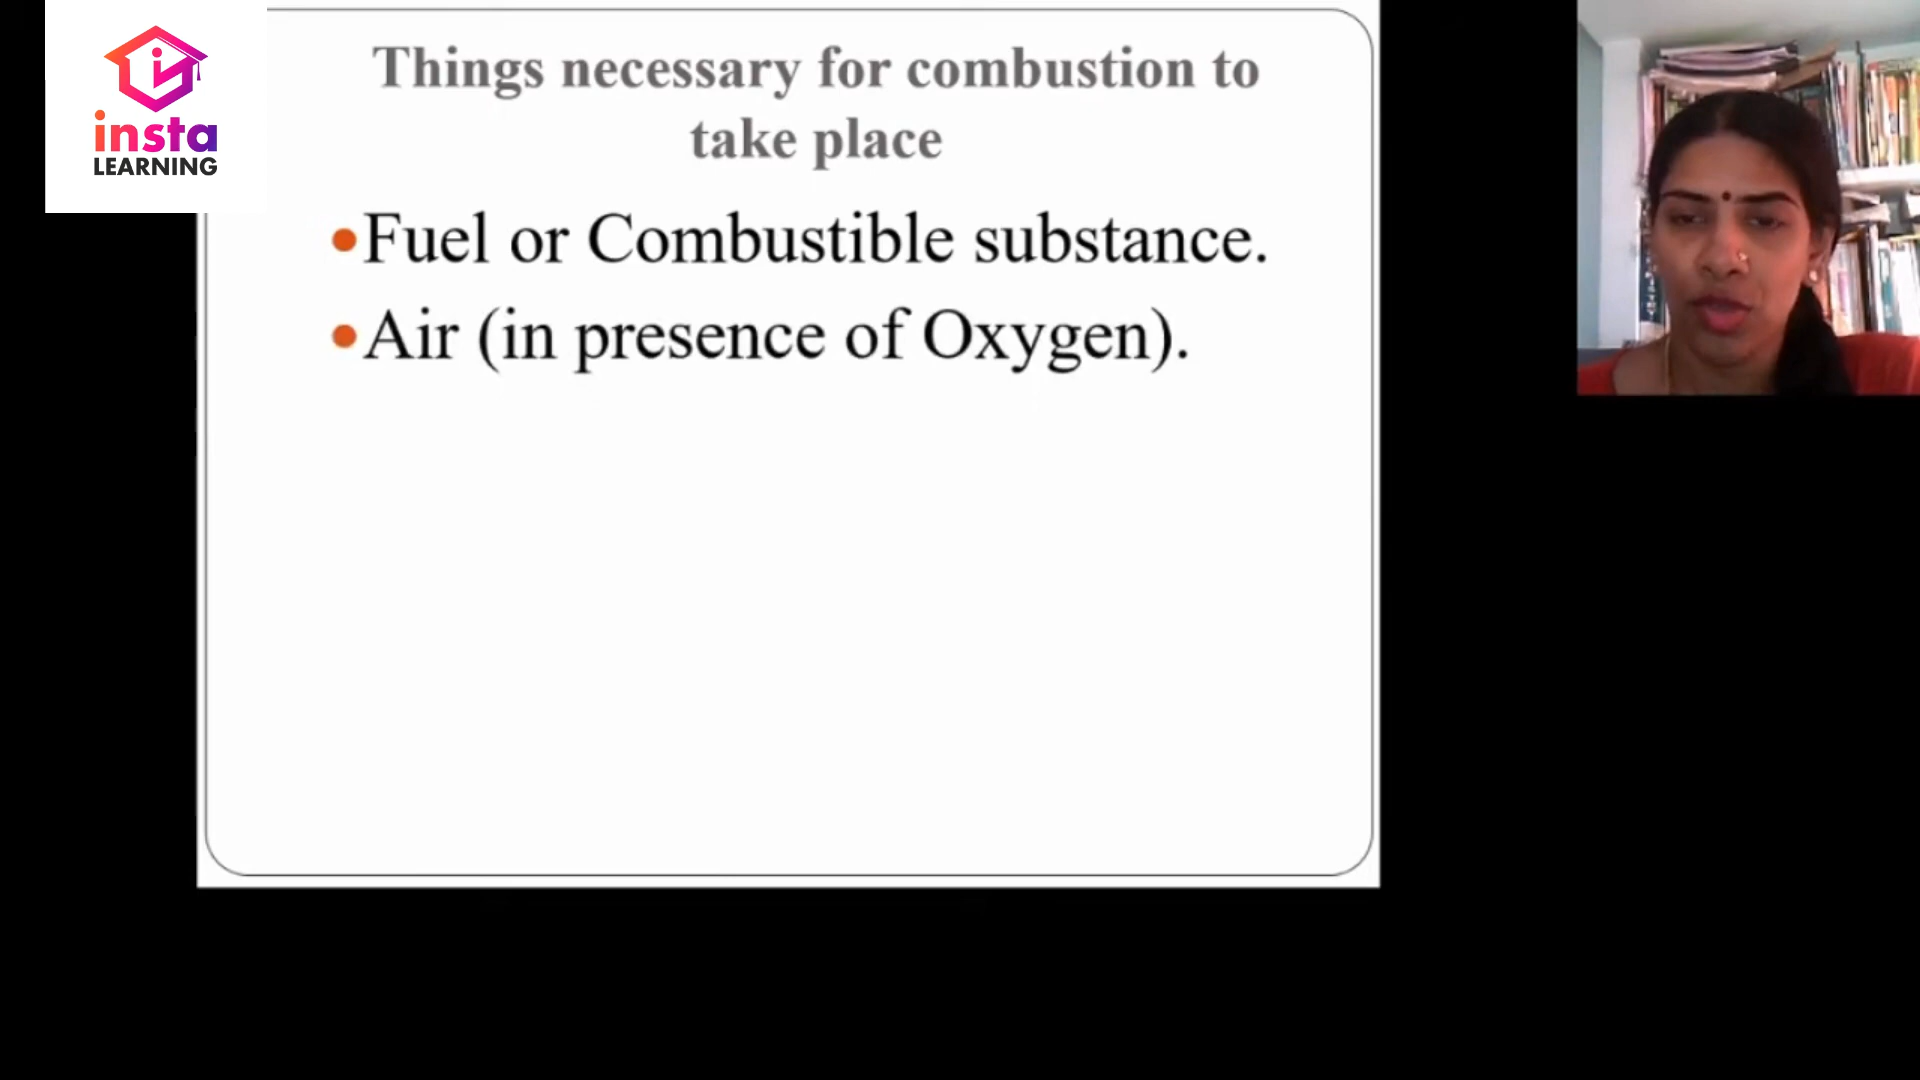 insta
LEARNING
Things necessary for combustion to
take place
•Fuel or Combustible substance.
•Air (in presence of Oxygen).